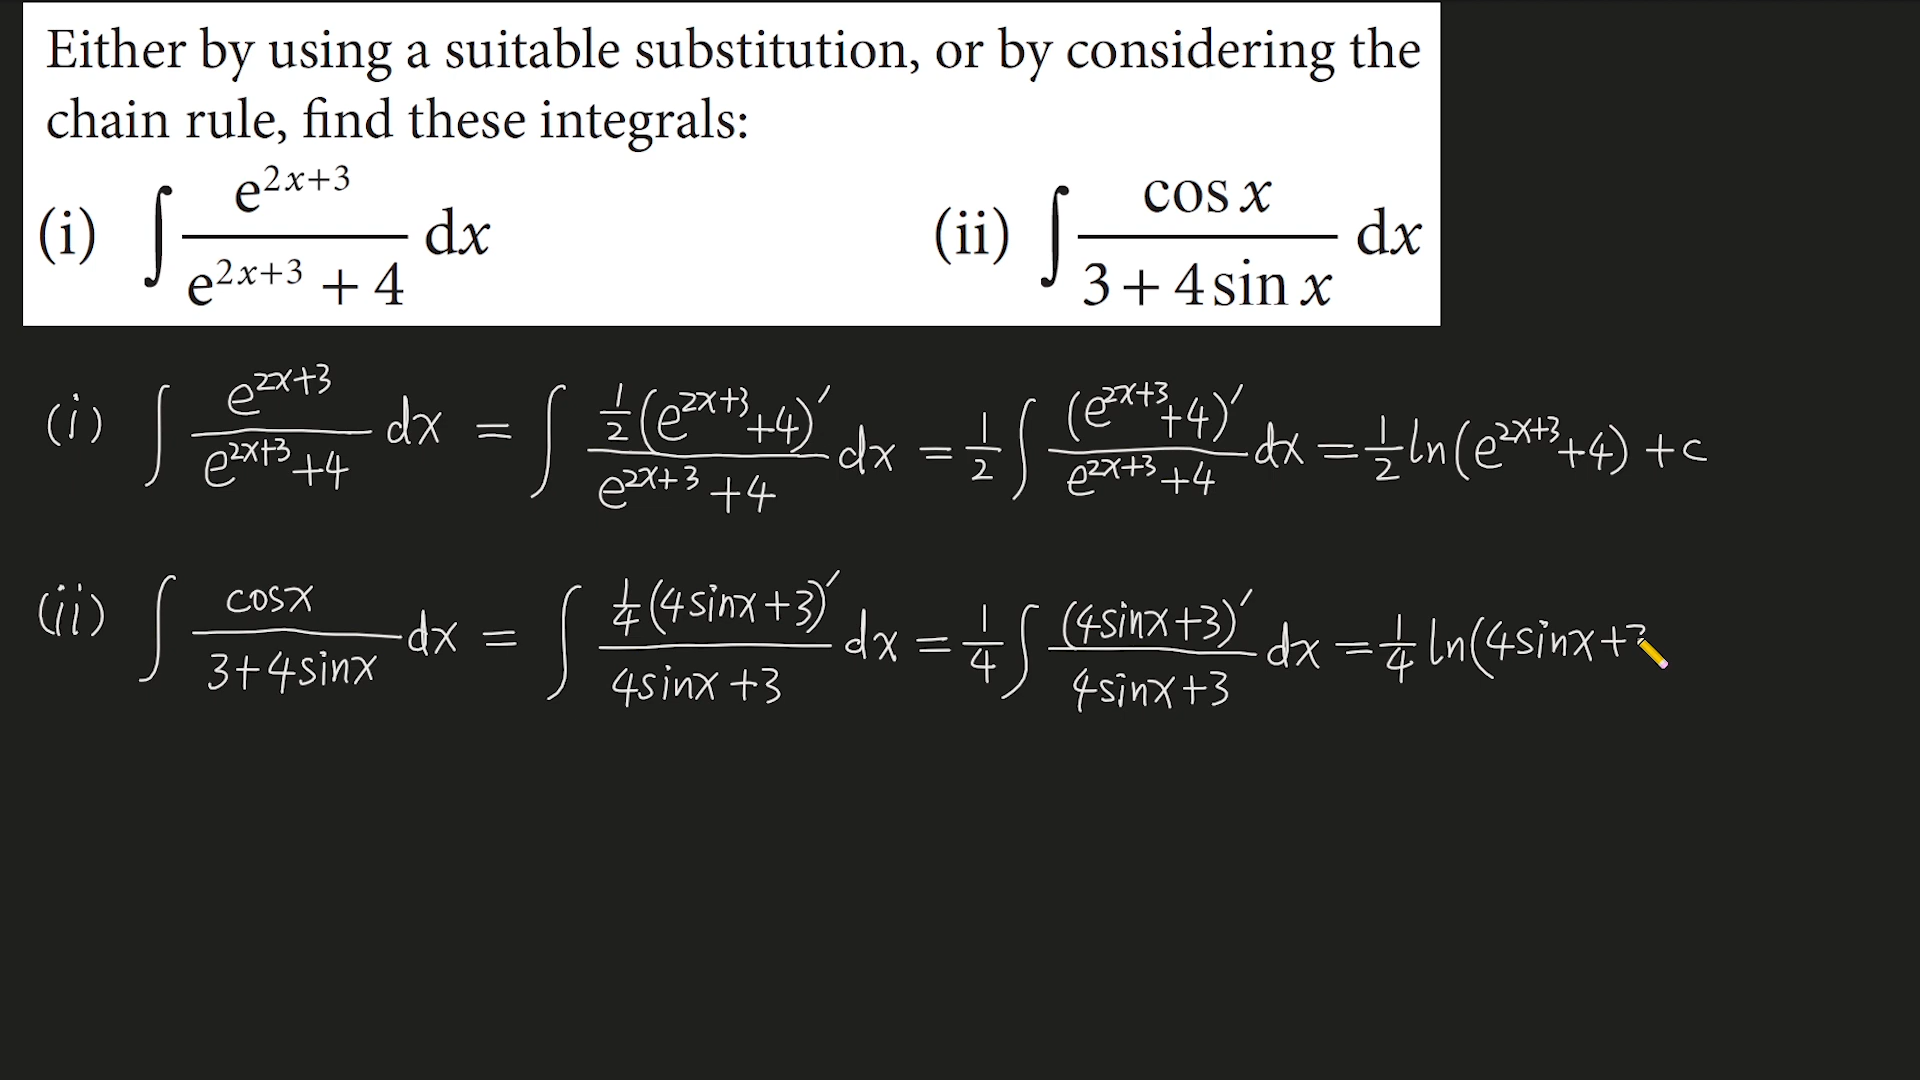 Either by using a suitable substitution, or by considering the
chain rule, find these integrals:
(i) ∫ e^{2x+3} / (e^{2x+3} + 4) dx (ii) ∫ cos x / (3 + 4 sin x) dx
(i) ∫ e^{2x+3} / (e^{2x+3}+4) dx = ∫ ½(e^{2x+3}+4)′ / (e^{2x+3}+4) dx = ½ ∫ (e^{2x+3}+4)′ / (e^{2x+3}+4) dx = ½ ln(e^{2x+3}+4) + c
(ii) ∫ cosx / (3+4sinx) dx = ∫ ¼(4sinx+3)′ / (4sinx+3) dx = ¼ ∫ (4sinx+3)′ / (4sinx+3) dx = ¼ ln(4sinx+